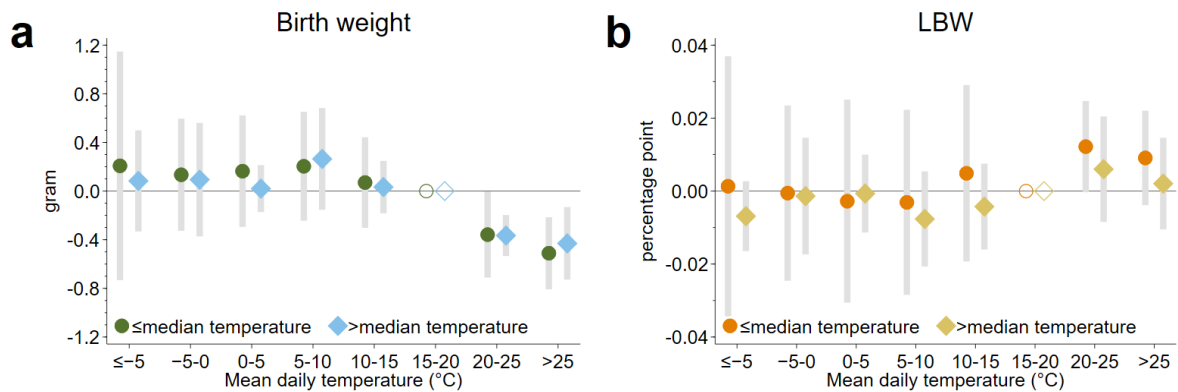 a
Birth weight
gram
1.2
0.8
0.4
0.0
-0.4
-0.8
-1.2
≤median temperature
>median temperature
≤−5
−5-0
0-5
5-10
10-15
15-20
20-25
>25
Mean daily temperature (°C)
b
LBW
percentage point
0.04
0.02
0.00
-0.02
-0.04
≤median temperature
>median temperature
≤−5
−5-0
0-5
5-10
10-15
15-20
20-25
>25
Mean daily temperature (°C)